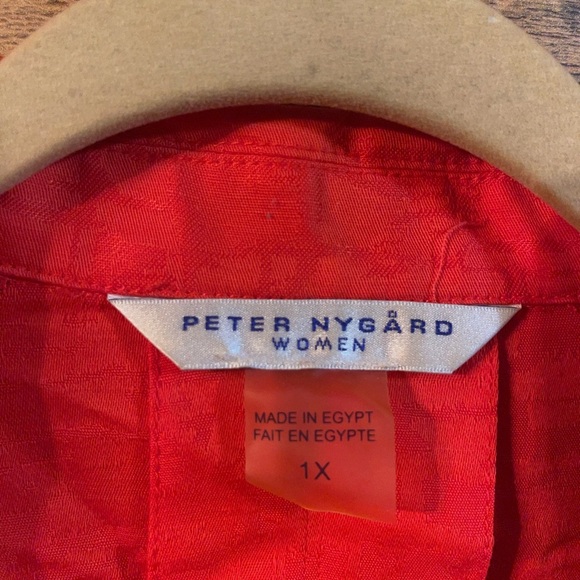 PETER NYGÅRD
WOMEN
MADE IN EGYPT
FAIT EN EGYPTE
1X